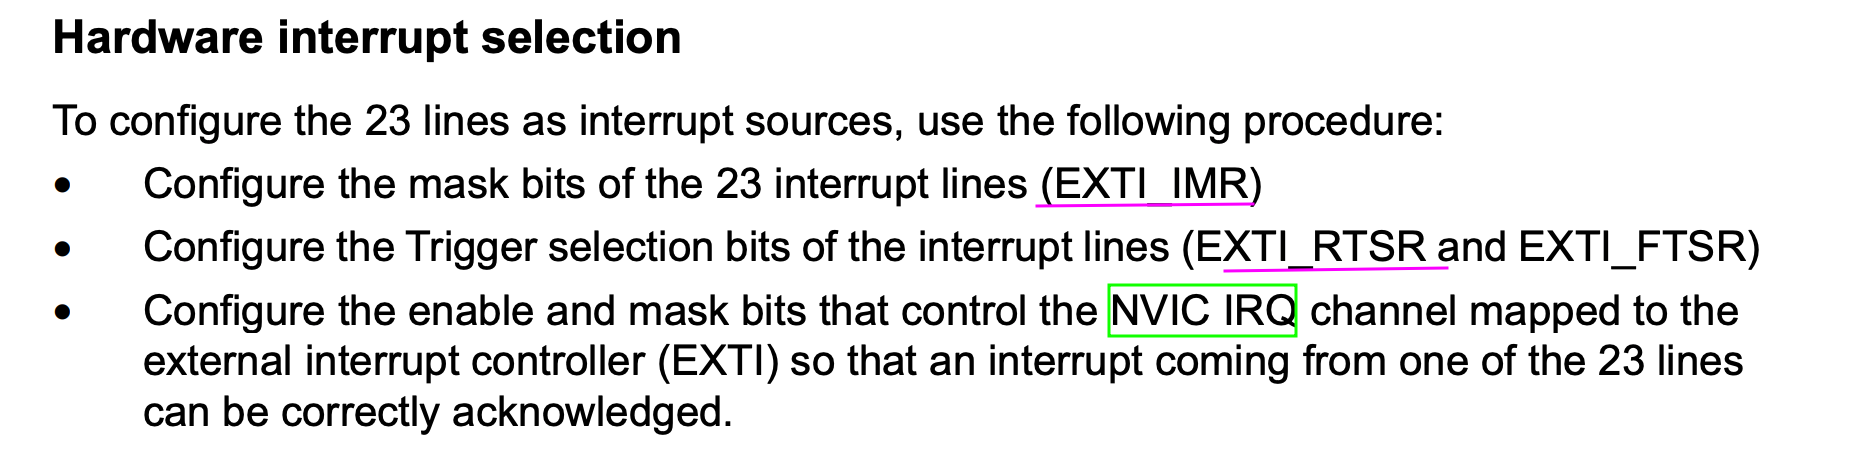 Hardware interrupt selection
To configure the 23 lines as interrupt sources, use the following procedure:
• Configure the mask bits of the 23 interrupt lines (EXTI_IMR)
• Configure the Trigger selection bits of the interrupt lines (EXTI_RTSR and EXTI_FTSR)
• Configure the enable and mask bits that control the NVIC IRQ channel mapped to the
external interrupt controller (EXTI) so that an interrupt coming from one of the 23 lines
can be correctly acknowledged.